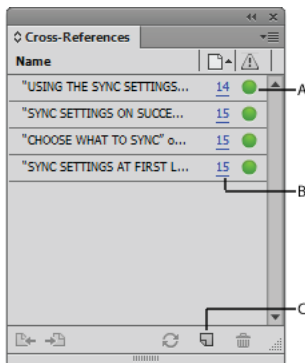 Cross-References
Name
"USING THE SYNC SETTINGS... 14 A
"SYNC SETTINGS ON SUCCE... 15
"CHOOSE WHAT TO SYNC" o... 15
"SYNC SETTINGS AT FIRST L... 15
B
C